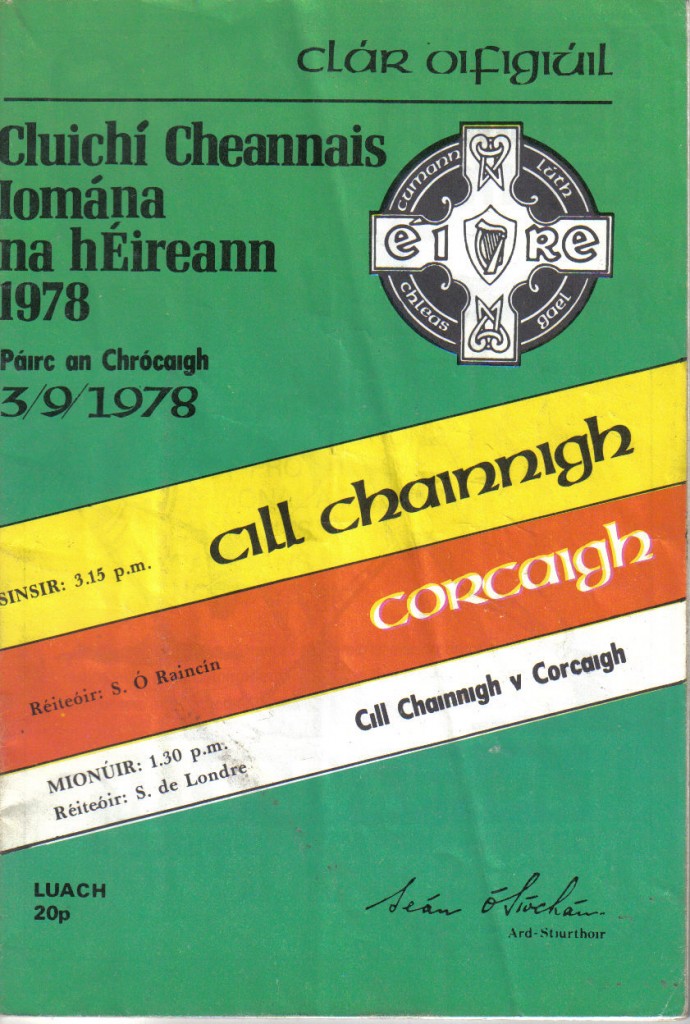 Clár Oifigiúil
Cluichí Cheannais
Iomána
na hÉireann
1978
Páirc an Chrócaigh
3/9/1978
cumann lúth
éire
chleas gael
Cill Chainnigh
SINSIR: 3.15 p.m.
Corcaigh
Réiteóir: S. Ó Raincín
Cill Chainnigh v Corcaigh
MIONÚIR: 1.30 p.m.
Réiteóir: S. de Londre
LUACH
20p
Seán Ó Síocháin
Ard-Stiurthoir